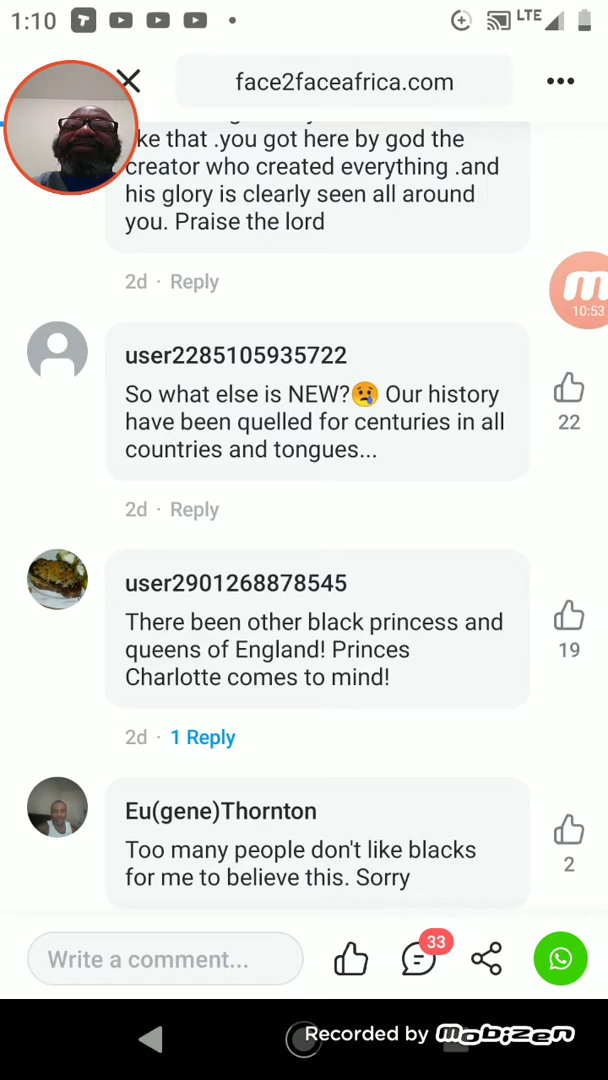 1:10
LTE
face2faceafrica.com
ke that .you got here by god the
creator who created everything .and
his glory is clearly seen all around
you. Praise the lord
2d · Reply
10:53
user2285105935722
So what else is NEW?😢 Our history
have been quelled for centuries in all
countries and tongues...
22
2d · Reply
user2901268878545
There been other black princess and
queens of England! Princes
Charlotte comes to mind!
19
2d · 1 Reply
Eu(gene)Thornton
Too many people don't like blacks
for me to believe this. Sorry
2
Write a comment...
33
Recorded by mobizen